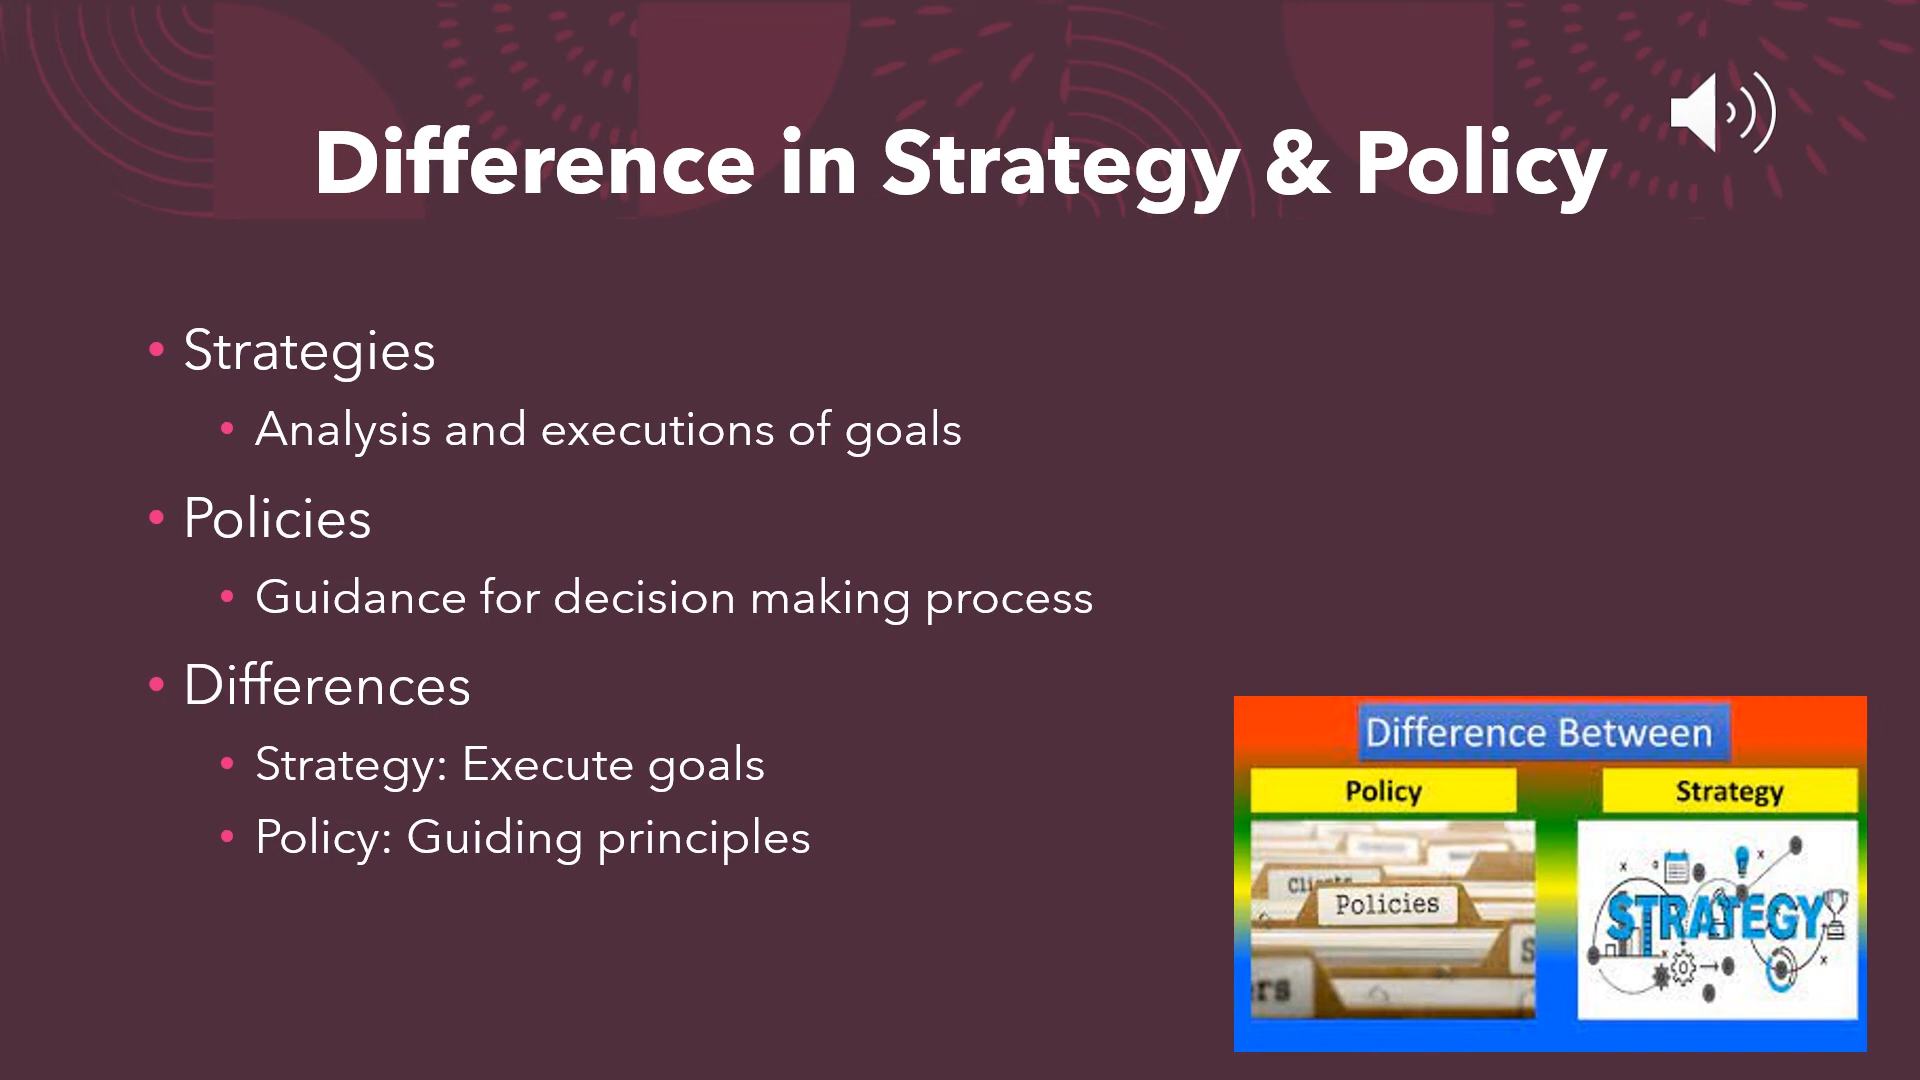 Difference in Strategy & Policy
• Strategies
• Analysis and executions of goals
• Policies
• Guidance for decision making process
• Differences
• Strategy: Execute goals
• Policy: Guiding principles
Difference Between
Policy
Strategy
Policies
STRATEGY